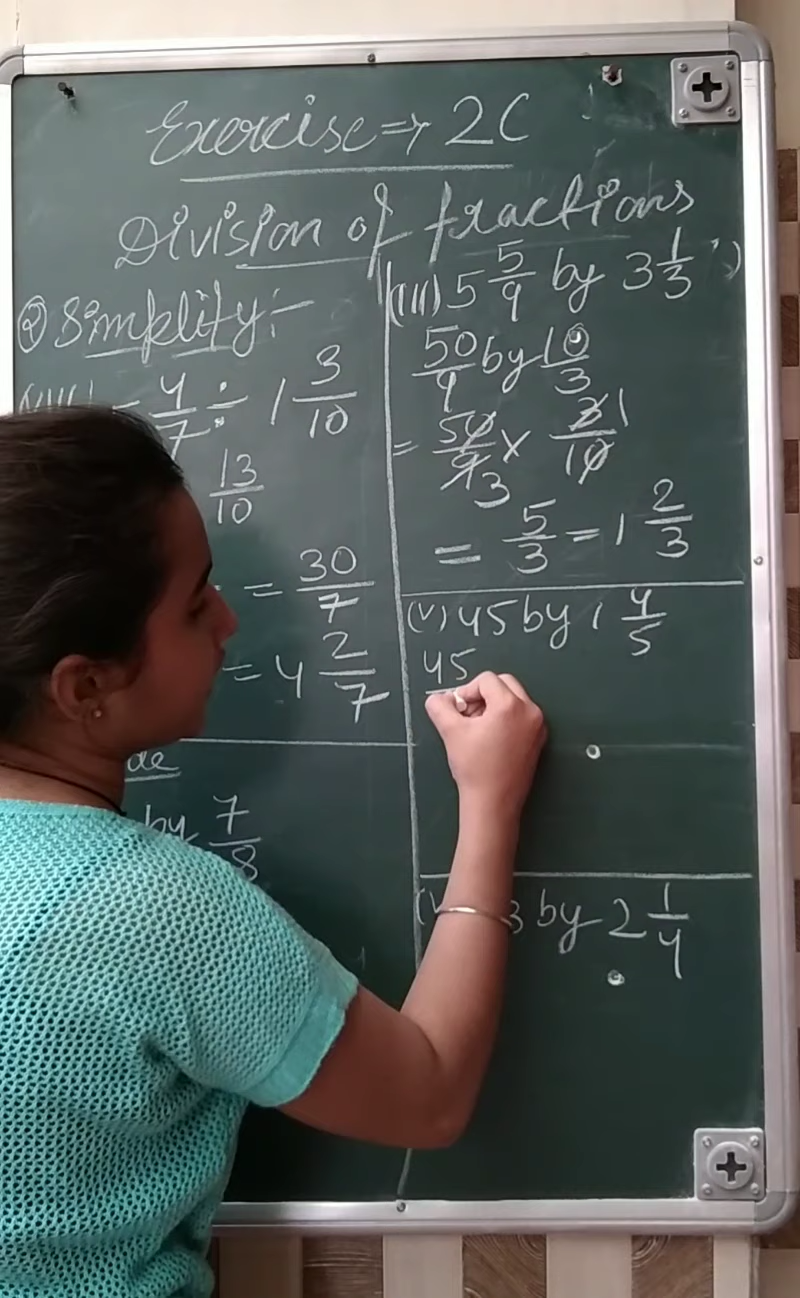 Exercise ⇒ 2C
Division of fractions
Simplify:-
4/7 ÷ 1 3/10
13/10
= 30/7
= 4 2/7
by 7/8
(iii) 5 5/9 by 3 1/3
50/9 by 10/3
= 50/9 3 × 3 1/10
= 5/3 = 1 2/3
(v) 45 by 1 4/5
45
3 by 2 1/4